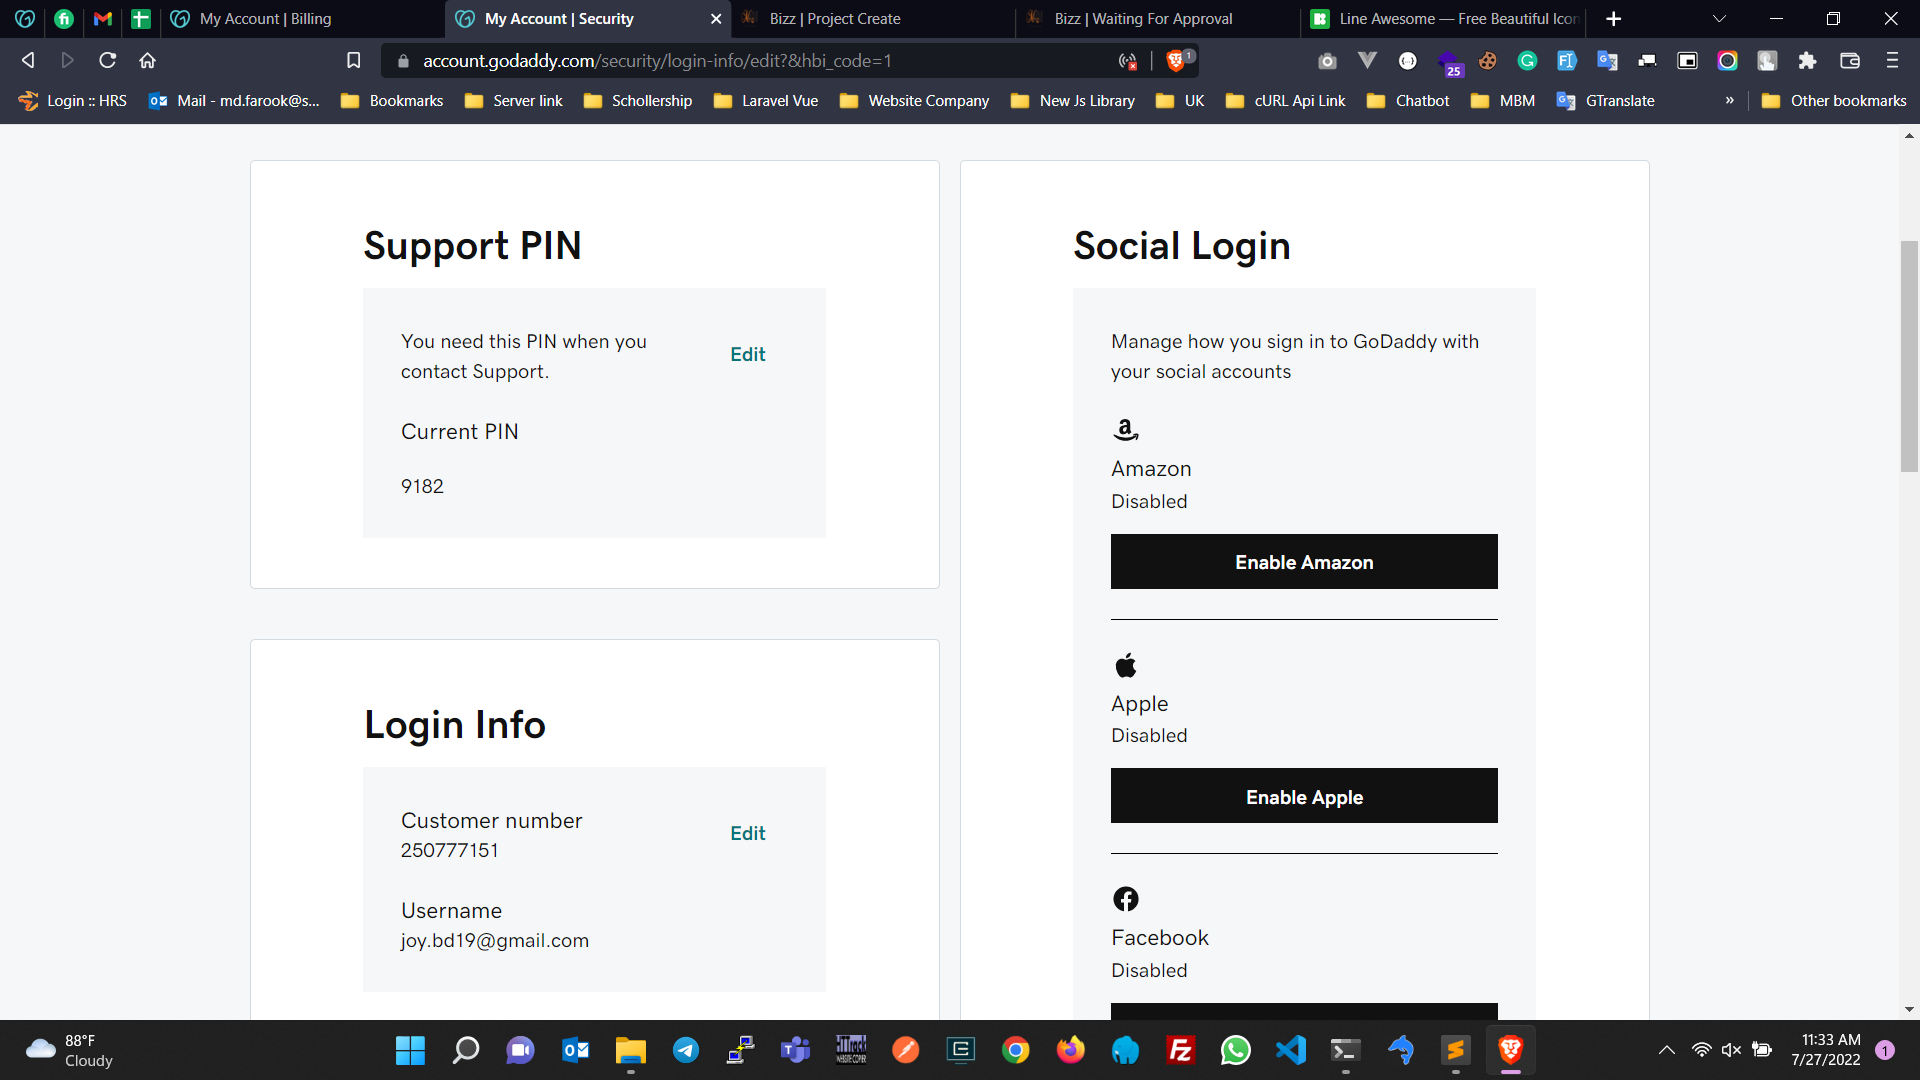 My Account | Billing
My Account | Security
Bizz | Project Create
Bizz | Waiting For Approval
Line Awesome — Free Beautiful Icon
account.godaddy.com/security/login-info/edit?&hbi_code=1
1
25
Login :: HRS
Mail - md.farook@s...
Bookmarks
Server link
Schollership
Laravel Vue
Website Company
New Js Library
UK
cURL Api Link
Chatbot
MBM
GTranslate
»
Other bookmarks
Support PIN
You need this PIN when you
contact Support.
Edit
Current PIN
9182
Login Info
Customer number
250777151
Edit
Username
joy.bd19@gmail.com
Social Login
Manage how you sign in to GoDaddy with
your social accounts
Amazon
Disabled
Enable Amazon
Apple
Disabled
Enable Apple
Facebook
Disabled
88°F
Cloudy
11:33 AM
7/27/2022
1